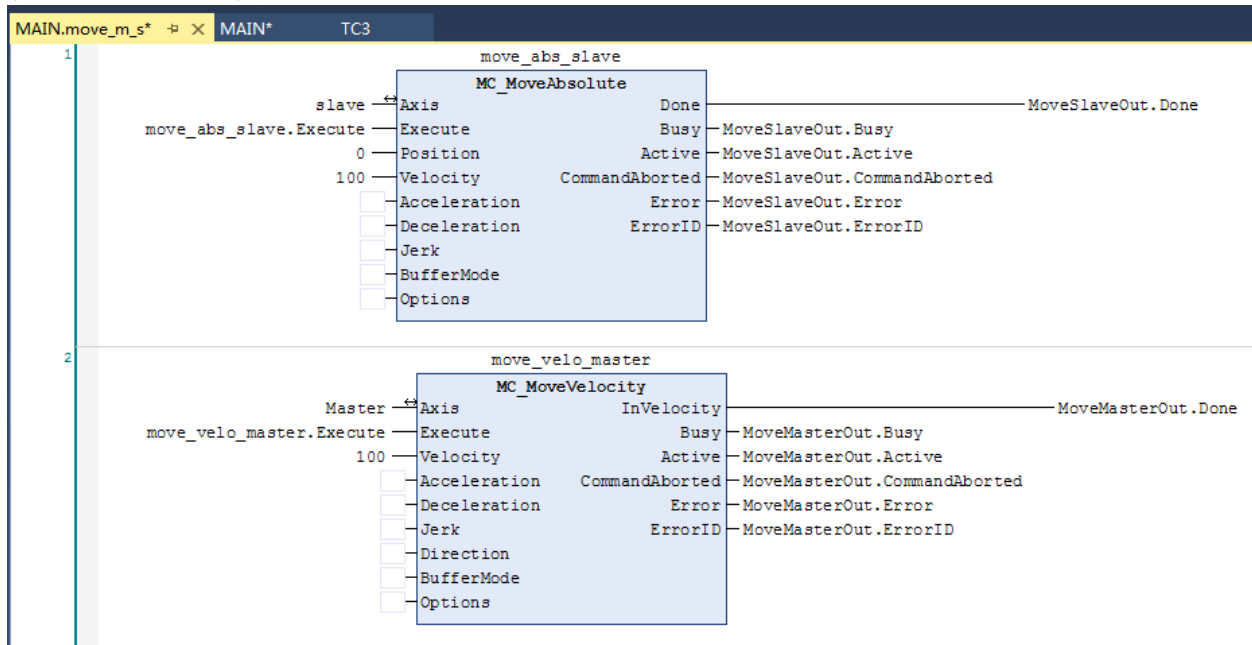 MAIN.move_m_s* MAIN* TC3
1
move_abs_slave
MC_MoveAbsolute
slave Axis Done MoveSlaveOut.Done
move_abs_slave.Execute Execute Busy MoveSlaveOut.Busy
0 Position Active MoveSlaveOut.Active
100 Velocity CommandAborted MoveSlaveOut.CommandAborted
Acceleration Error MoveSlaveOut.Error
Deceleration ErrorID MoveSlaveOut.ErrorID
Jerk
BufferMode
Options
2
move_velo_master
MC_MoveVelocity
Master Axis InVelocity MoveMasterOut.Done
move_velo_master.Execute Execute Busy MoveMasterOut.Busy
100 Velocity Active MoveMasterOut.Active
Acceleration CommandAborted MoveMasterOut.CommandAborted
Deceleration Error MoveMasterOut.Error
Jerk ErrorID MoveMasterOut.ErrorID
Direction
BufferMode
Options